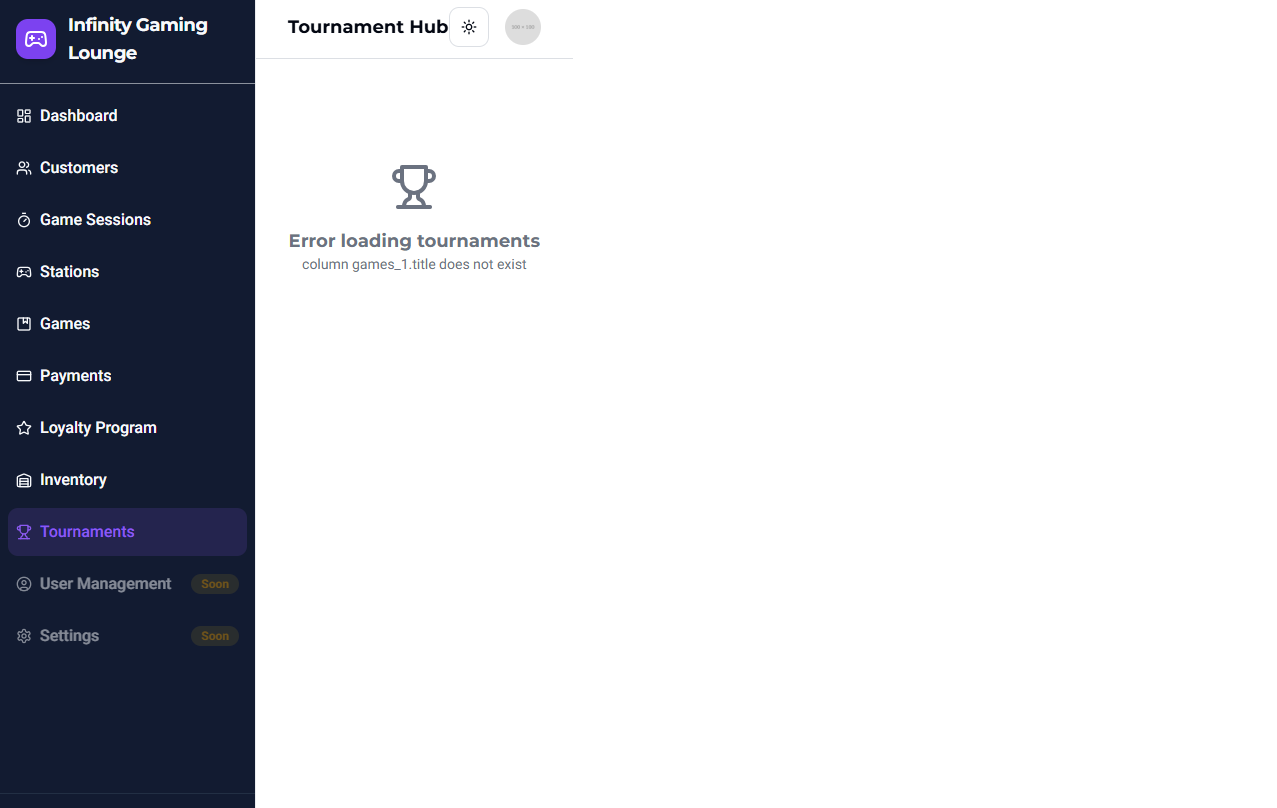 Infinity Gaming
Lounge
Tournament Hub
Dashboard
Customers
Game Sessions
Stations
Games
Payments
Loyalty Program
Inventory
Tournaments
User Management Soon
Settings Soon
Error loading tournaments
column games_1.title does not exist